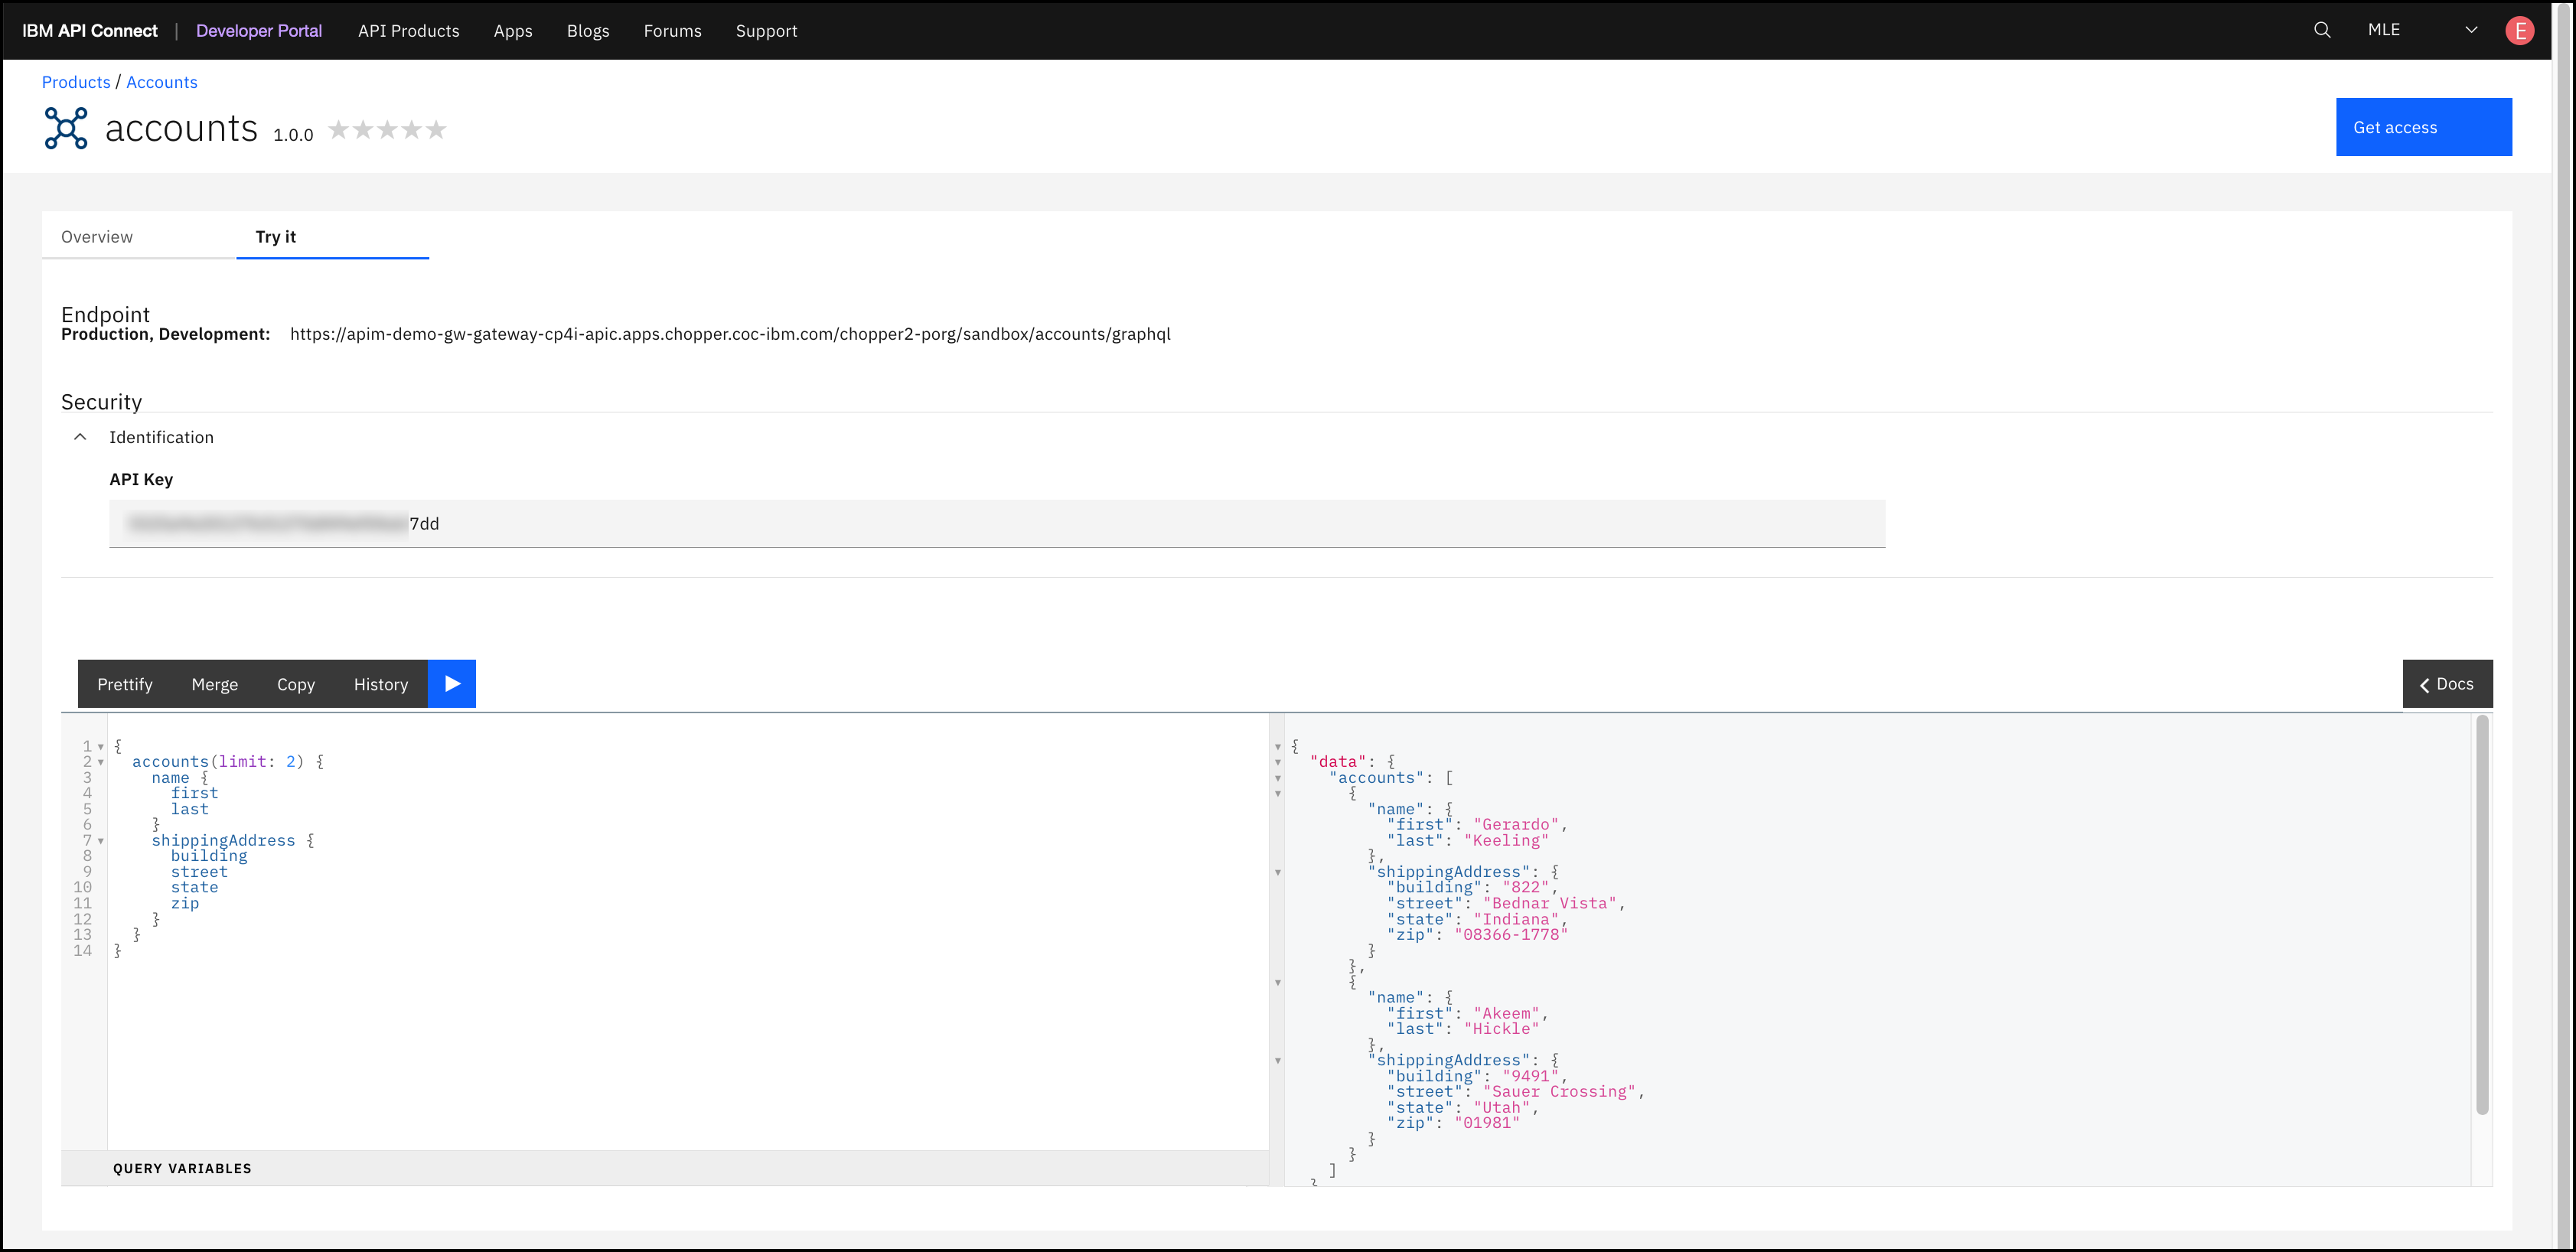 IBM API Connect | Developer Portal API Products Apps Blogs Forums Support MLE E
Products / Accounts
accounts 1.0.0
Get access
Overview Try it
Endpoint
Production, Development: https://apim-demo-gw-gateway-cp4i-apic.apps.chopper.coc-ibm.com/chopper2-porg/sandbox/accounts/graphql
Security
Identification
API Key
7dd
Prettify Merge Copy History
Docs
1 {
2 accounts(limit: 2) {
3 name {
4 first
5 last
6 }
7 shippingAddress {
8 building
9 street
10 state
11 zip
12 }
13 }
14 }
QUERY VARIABLES
{
"data": {
"accounts": [
{
"name": {
"first": "Gerardo",
"last": "Keeling"
},
"shippingAddress": {
"building": "822",
"street": "Bednar Vista",
"state": "Indiana",
"zip": "08366-1778"
}
},
{
"name": {
"first": "Akeem",
"last": "Hickle"
},
"shippingAddress": {
"building": "9491",
"street": "Sauer Crossing",
"state": "Utah",
"zip": "01981"
}
}
]
}